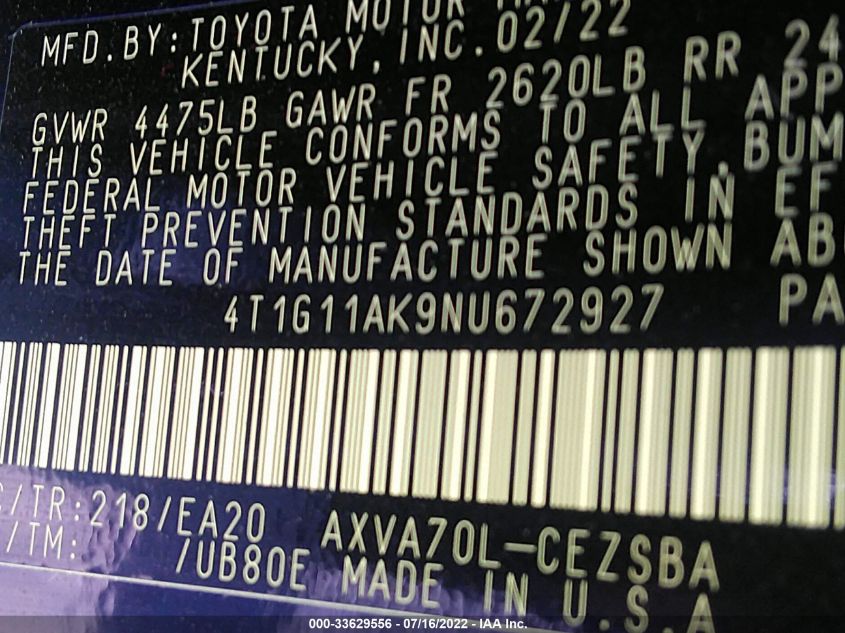 MFD.BY:TOYOTA MOTOR
KENTUCKY, INC. 02/22
GVWR 4475LB GAWR FR 2620LB RR 24
THIS VEHICLE CONFORMS TO ALL APP
FEDERAL MOTOR VEHICLE SAFETY, BUM
THEFT PREVENTION STANDARDS IN EF
THE DATE OF MANUFACTURE SHOWN AB
4T1G11AK9NU672927 PA
C/TR:218/EA20 AXVA70L-CEZSBA
/TM: /UB80E MADE IN U.S.A
000-33629556 - 07/16/2022 - IAA Inc.